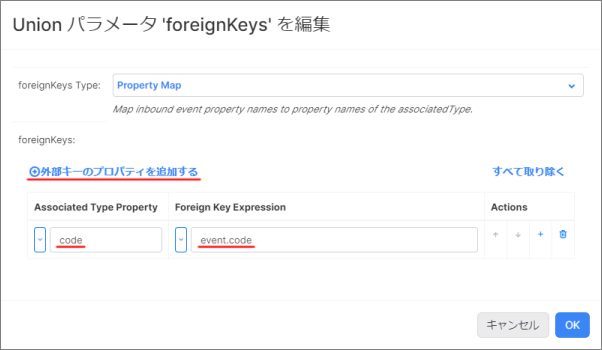 Union パラメータ 'foreignKeys' を編集
foreignKeys Type: Property Map
Map inbound event property names to property names of the associatedType.
foreignKeys:
外部キーのプロパティを追加する すべて取り除く
Associated Type Property Foreign Key Expression Actions
code event.code
キャンセル OK